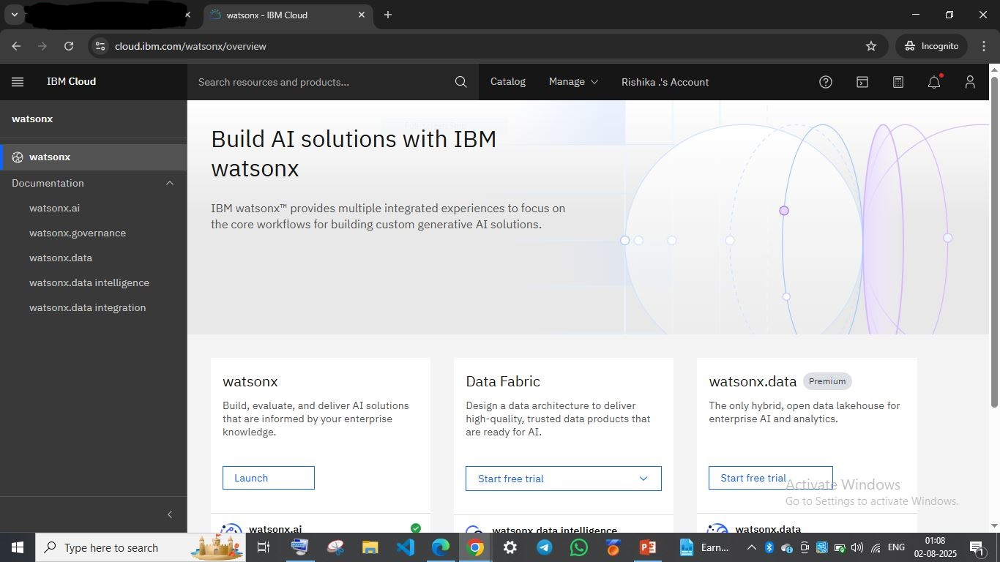 watsonx - IBM Cloud
cloud.ibm.com/watsonx/overview
Incognito
IBM Cloud
Search resources and products...
Catalog
Manage
Rishika .'s Account
watsonx
watsonx
Documentation
watsonx.ai
watsonx.governance
watsonx.data
watsonx.data intelligence
watsonx.data integration
Build AI solutions with IBM
watsonx
IBM watsonx™ provides multiple integrated experiences to focus on
the core workflows for building custom generative AI solutions.
watsonx
Build, evaluate, and deliver AI solutions
that are informed by your enterprise
knowledge.
Launch
watsonx.ai
Data Fabric
Design a data architecture to deliver
high-quality, trusted data products that
are ready for AI.
Start free trial
watsonx.data intelligence
watsonx.data Premium
The only hybrid, open data lakehouse for
enterprise AI and analytics.
Start free trial
watsonx.data
Activate Windows
Go to Settings to activate Windows.
Type here to search
Earn...
ENG
01:08
02-08-2025
1